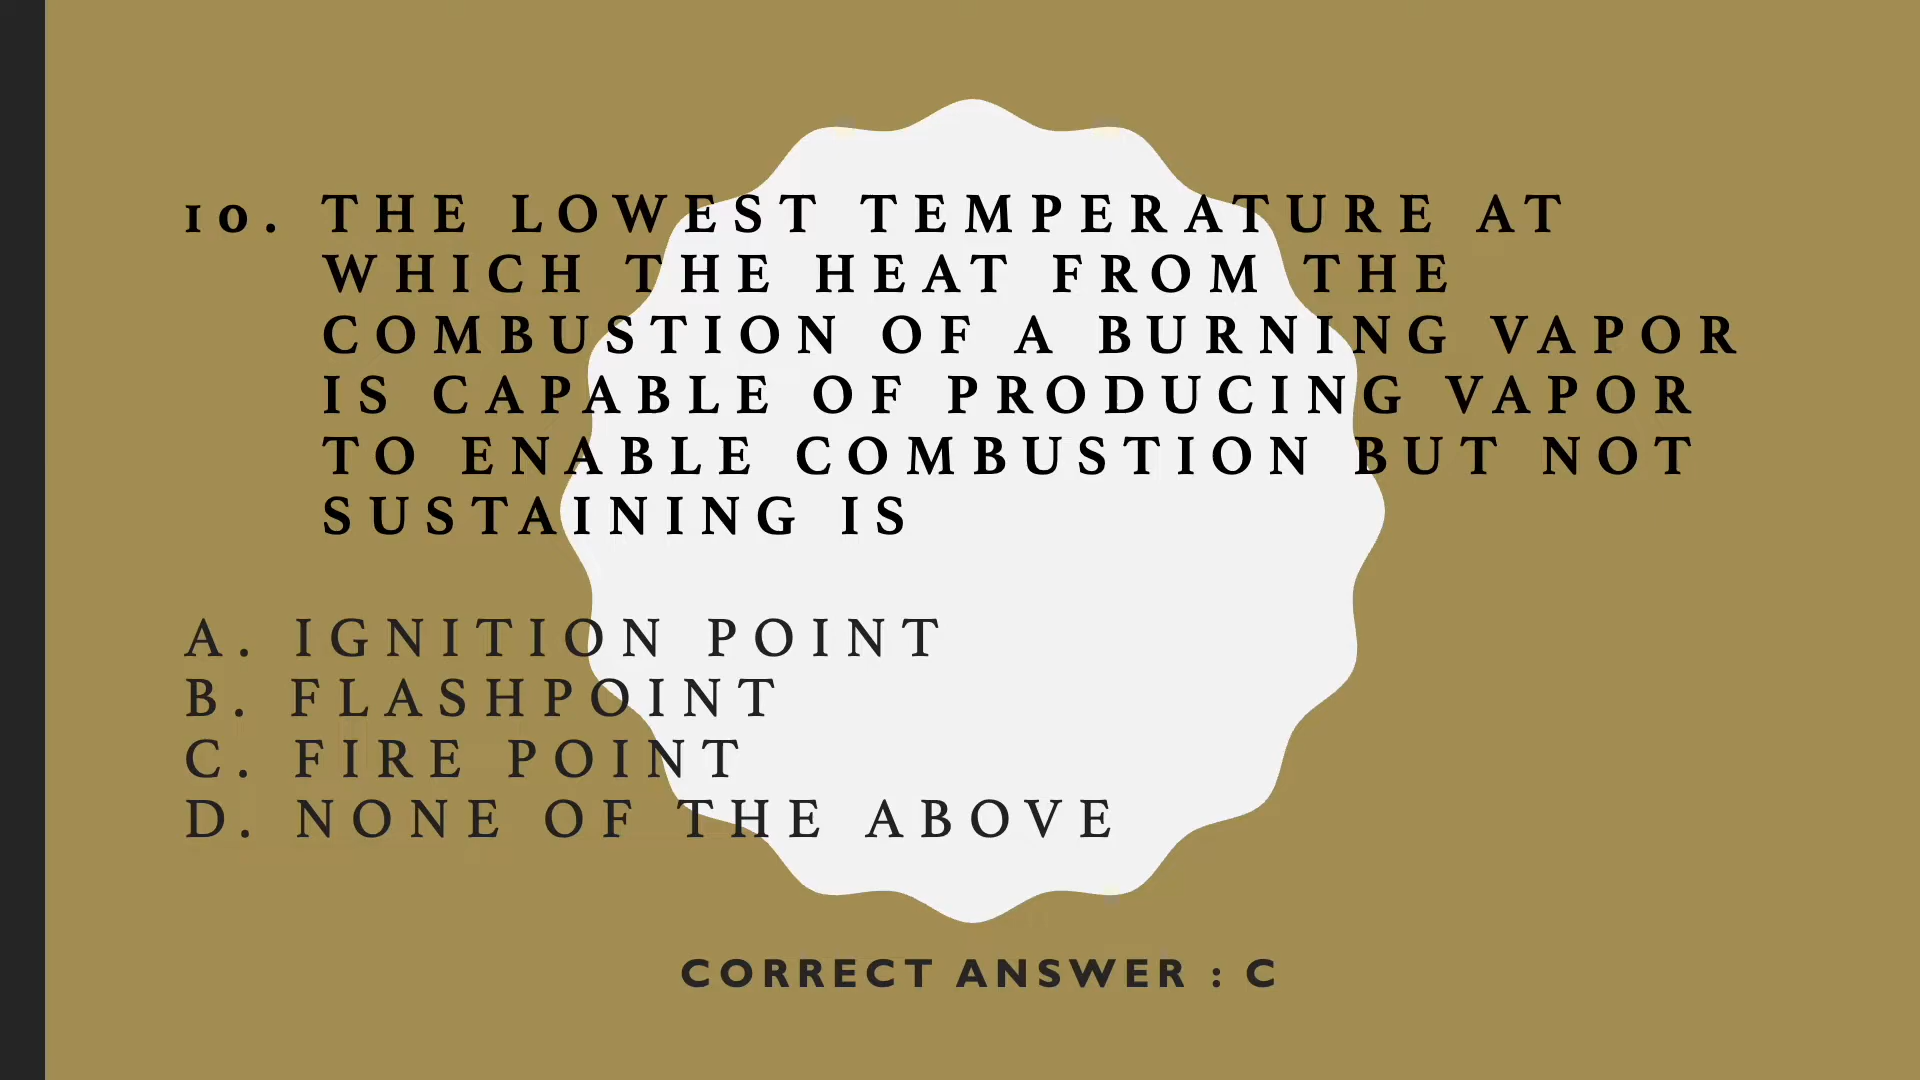 10. THE LOWEST TEMPERATURE AT
WHICH THE HEAT FROM THE
COMBUSTION OF A BURNING VAPOR
IS CAPABLE OF PRODUCING VAPOR
TO ENABLE COMBUSTION BUT NOT
SUSTAINING IS
A. IGNITION POINT
B. FLASHPOINT
C. FIRE POINT
D. NONE OF THE ABOVE
CORRECT ANSWER : C